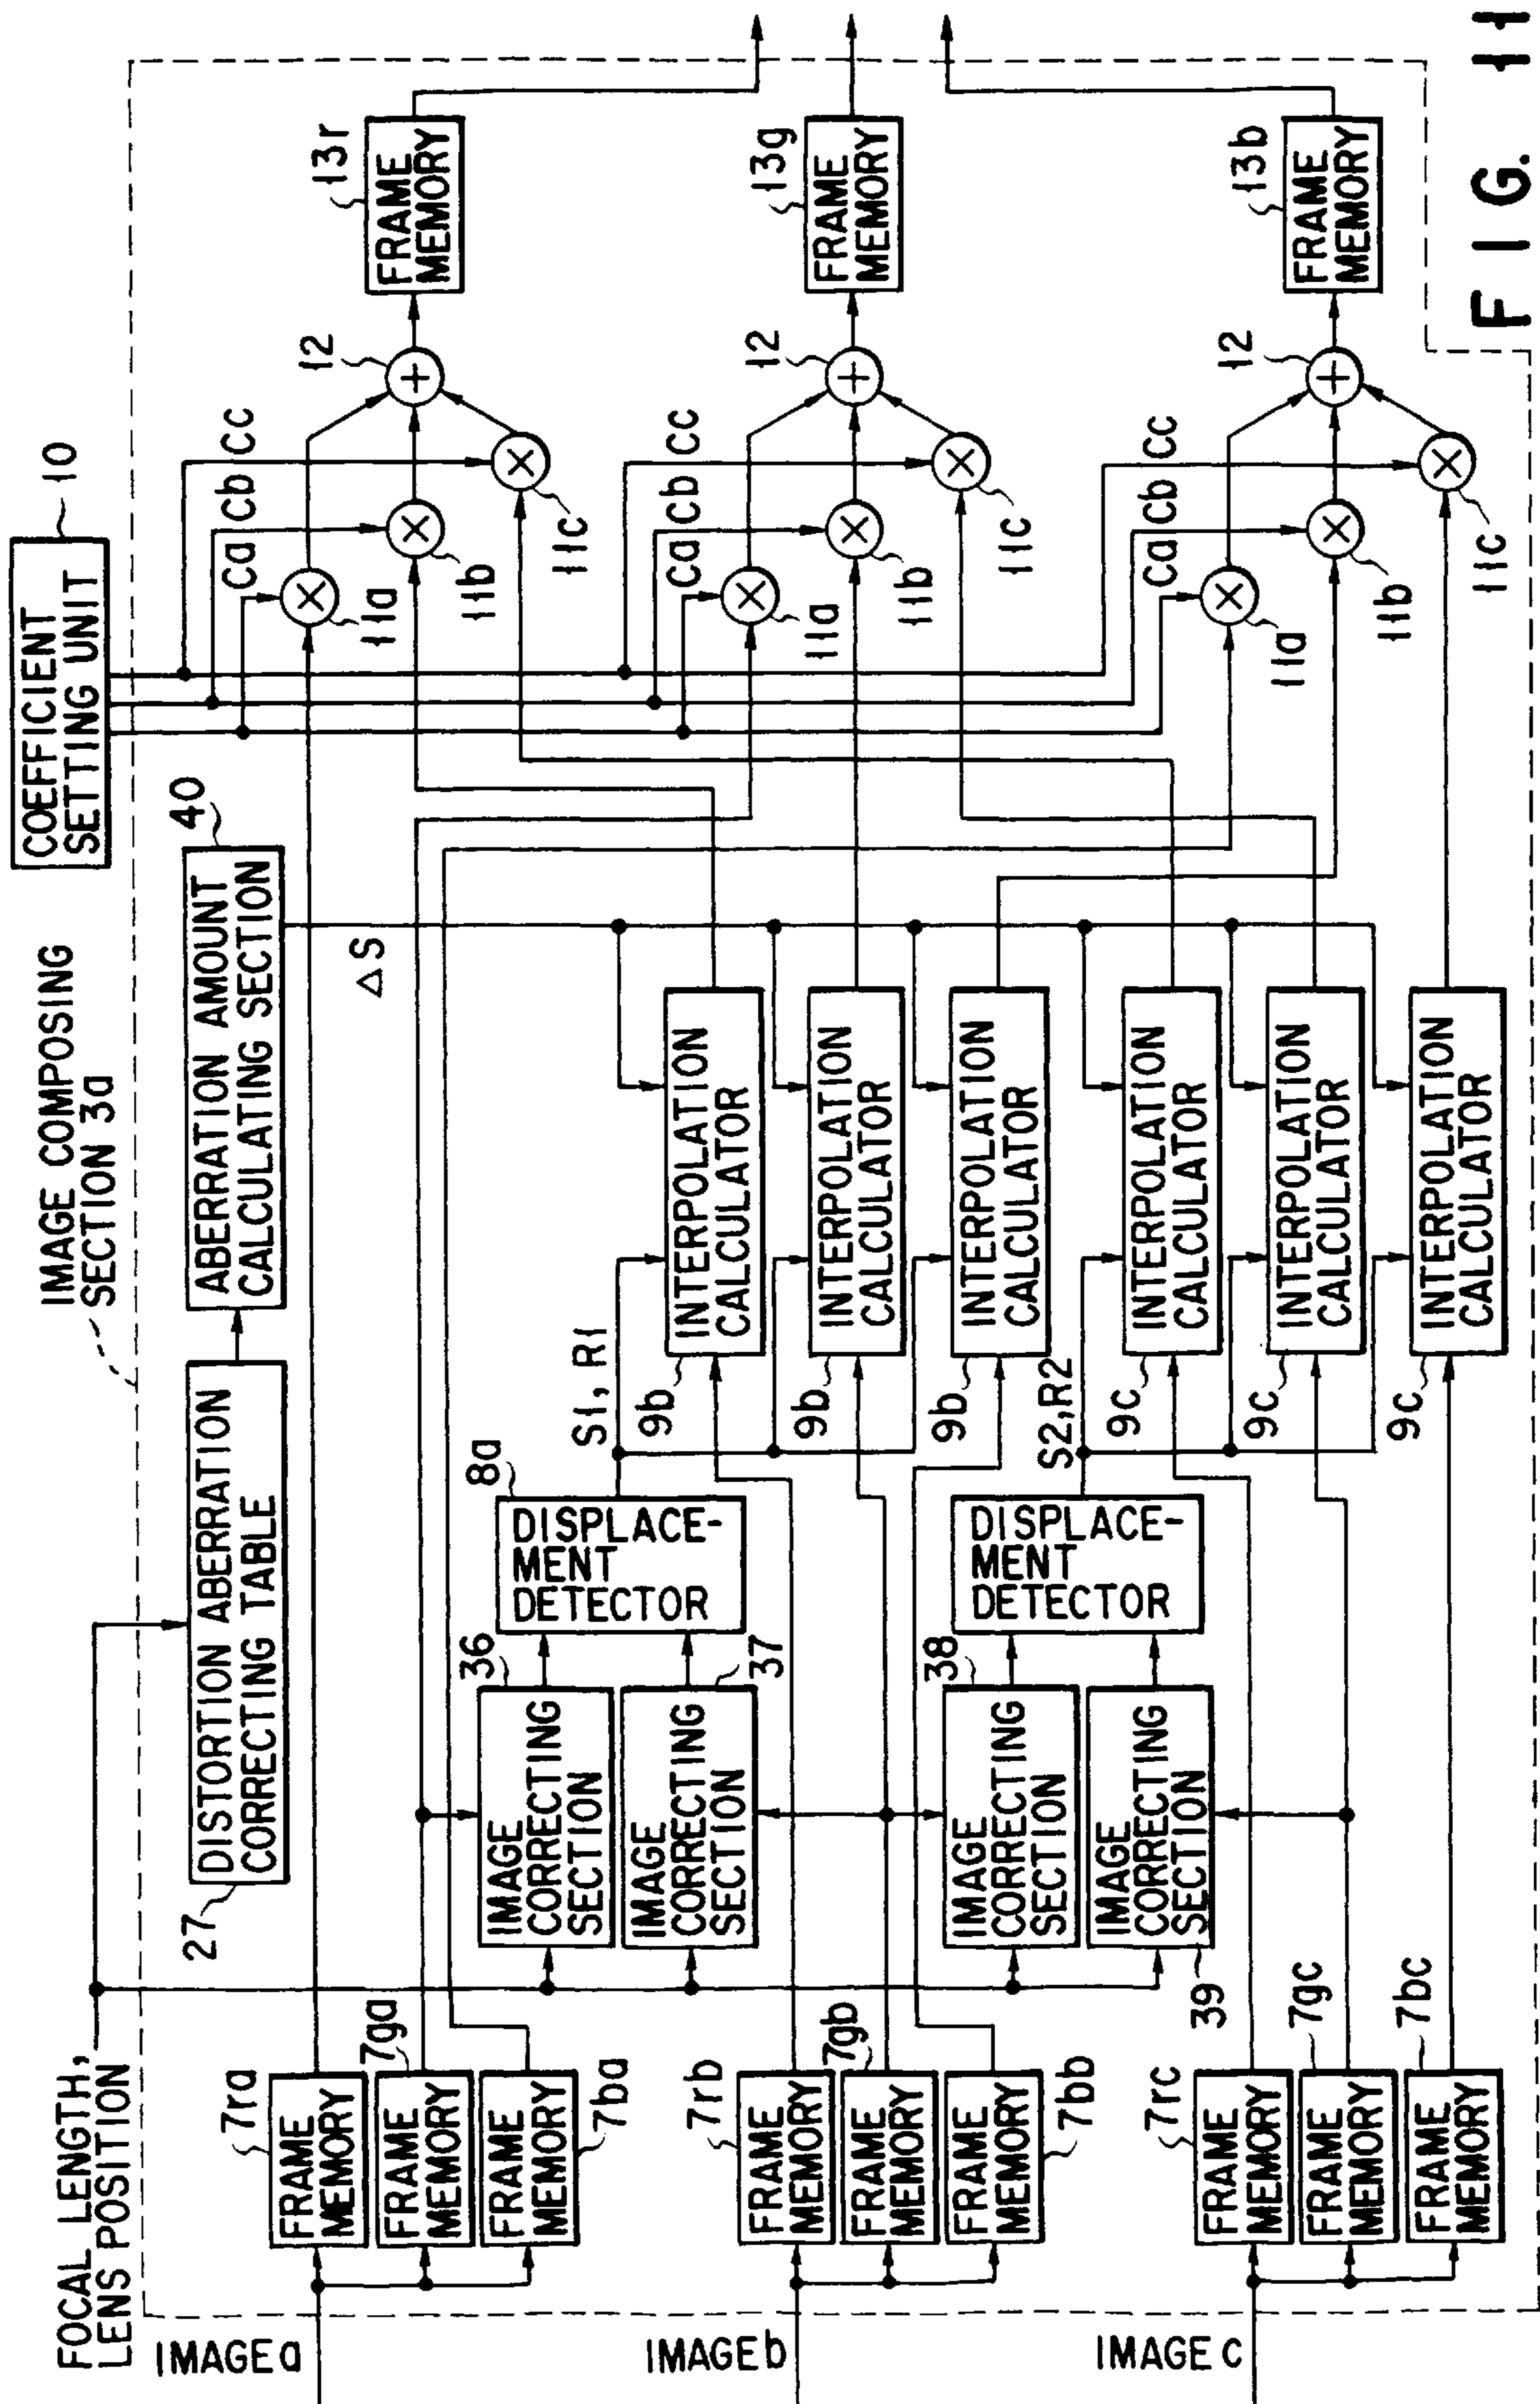 FOCAL LENGTH,
LENS POSITION
IMAGE a
IMAGE b
IMAGE c
IMAGE COMPOSING
SECTION 3a
COEFFICIENT
SETTING UNIT
10
27
DISTORTION ABERRATION
CORRECTING TABLE
ABERRATION AMOUNT
CALCULATING SECTION
40
ΔS
7ra
FRAME
MEMORY
7ga
FRAME
MEMORY
7ba
FRAME
MEMORY
7rb
FRAME
MEMORY
7gb
FRAME
MEMORY
7bb
FRAME
MEMORY
7rc
FRAME
MEMORY
7gc
FRAME
MEMORY
7bc
FRAME
MEMORY
36
IMAGE
CORRECTING
SECTION
37
IMAGE
CORRECTING
SECTION
38
IMAGE
CORRECTING
SECTION
39
IMAGE
CORRECTING
SECTION
8a
DISPLACE-
MENT
DETECTOR
DISPLACE-
MENT
DETECTOR
S1, R1
S2, R2
9b
INTERPOLATION
CALCULATOR
9b
INTERPOLATION
CALCULATOR
9b
INTERPOLATION
CALCULATOR
9c
INTERPOLATION
CALCULATOR
9c
INTERPOLATION
CALCULATOR
9c
INTERPOLATION
CALCULATOR
Ca Cb Cc
×
11a
×
11b
×
11c
+
12
13r
FRAME
MEMORY
Ca Cb Cc
×
11a
×
11b
×
11c
+
12
13g
FRAME
MEMORY
Ca Cb Cc
×
11a
×
11b
×
11c
+
12
13b
FRAME
MEMORY
FIG. 11